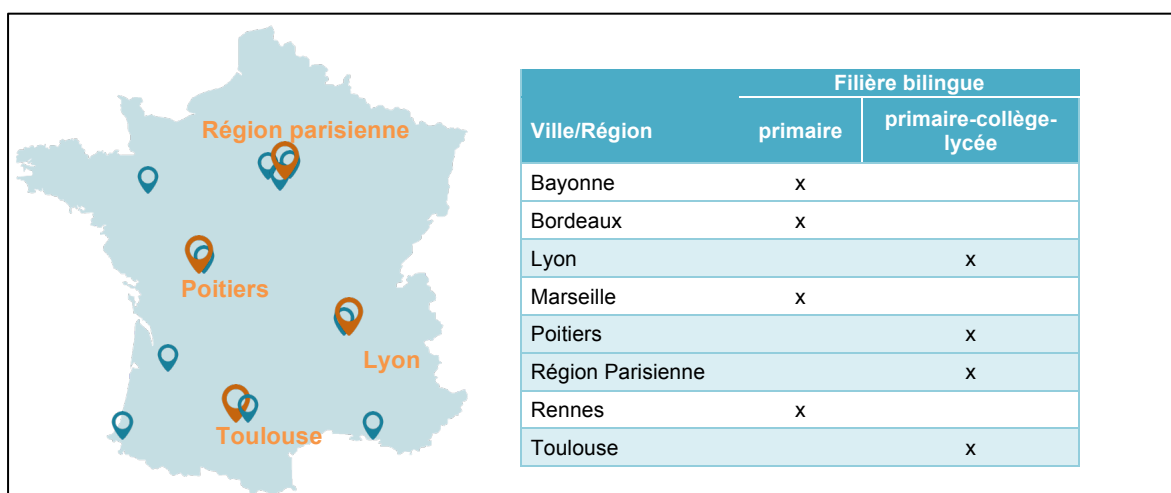 Région parisienne
Poitiers
Lyon
Toulouse
Filière bilingue
Ville/Région primaire primaire-collège-
lycée
Bayonne x
Bordeaux x
Lyon x
Marseille x
Poitiers x
Région Parisienne x
Rennes x
Toulouse x